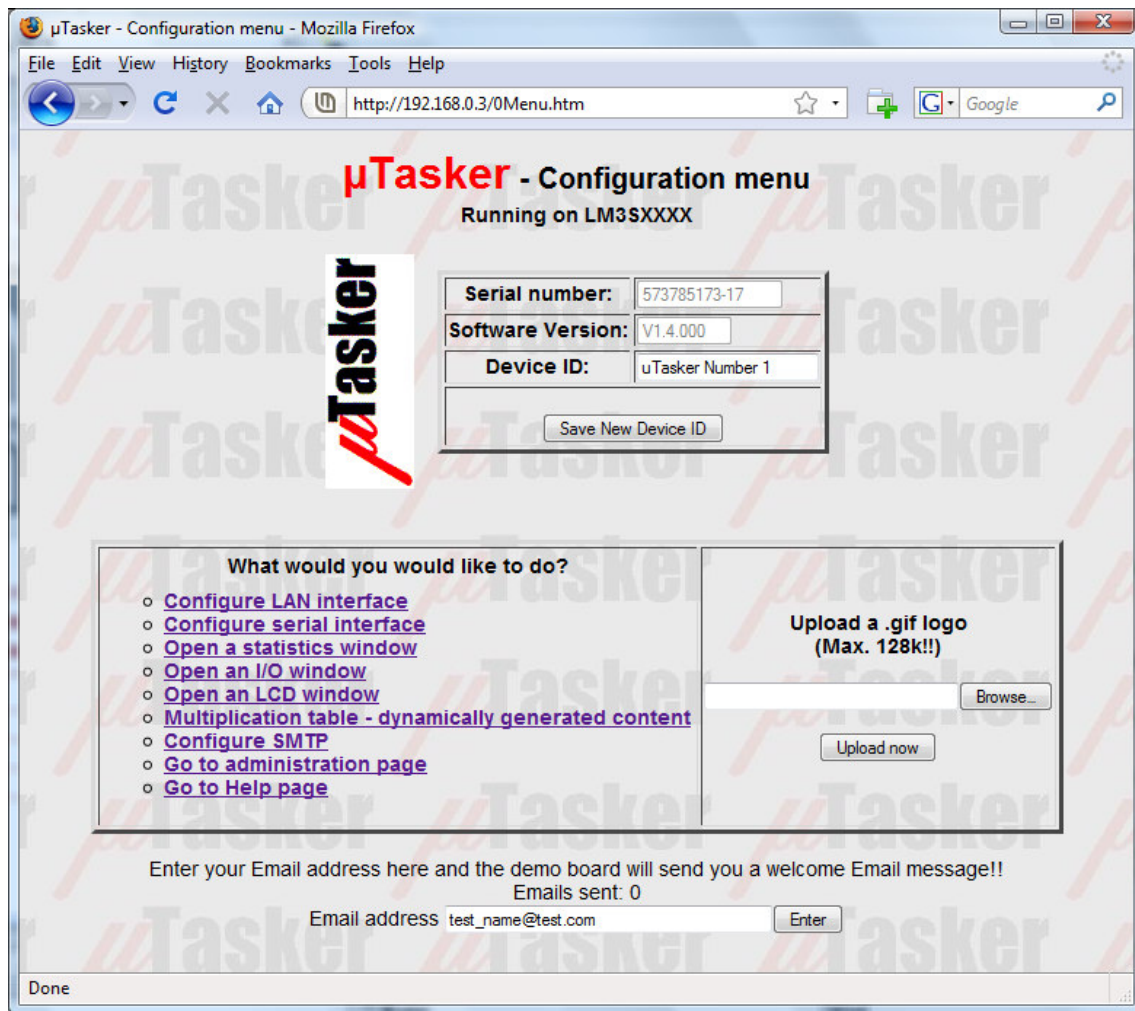 µTasker - Configuration menu - Mozilla Firefox
File Edit View History Bookmarks Tools Help
http://192.168.0.3/0Menu.htm
G Google
µTasker - Configuration menu
Running on LM3SXXXX
µTasker
Serial number: 573785173-17
Software Version: V1.4.000
Device ID: uTasker Number 1
Save New Device ID
What would you would like to do?
Configure LAN interface
Configure serial interface
Open a statistics window
Open an I/O window
Open an LCD window
Multiplication table - dynamically generated content
Configure SMTP
Go to administration page
Go to Help page
Upload a .gif logo
(Max. 128k!!)
Browse...
Upload now
Enter your Email address here and the demo board will send you a welcome Email message!!
Emails sent: 0
Email address test_name@test.com Enter
Done